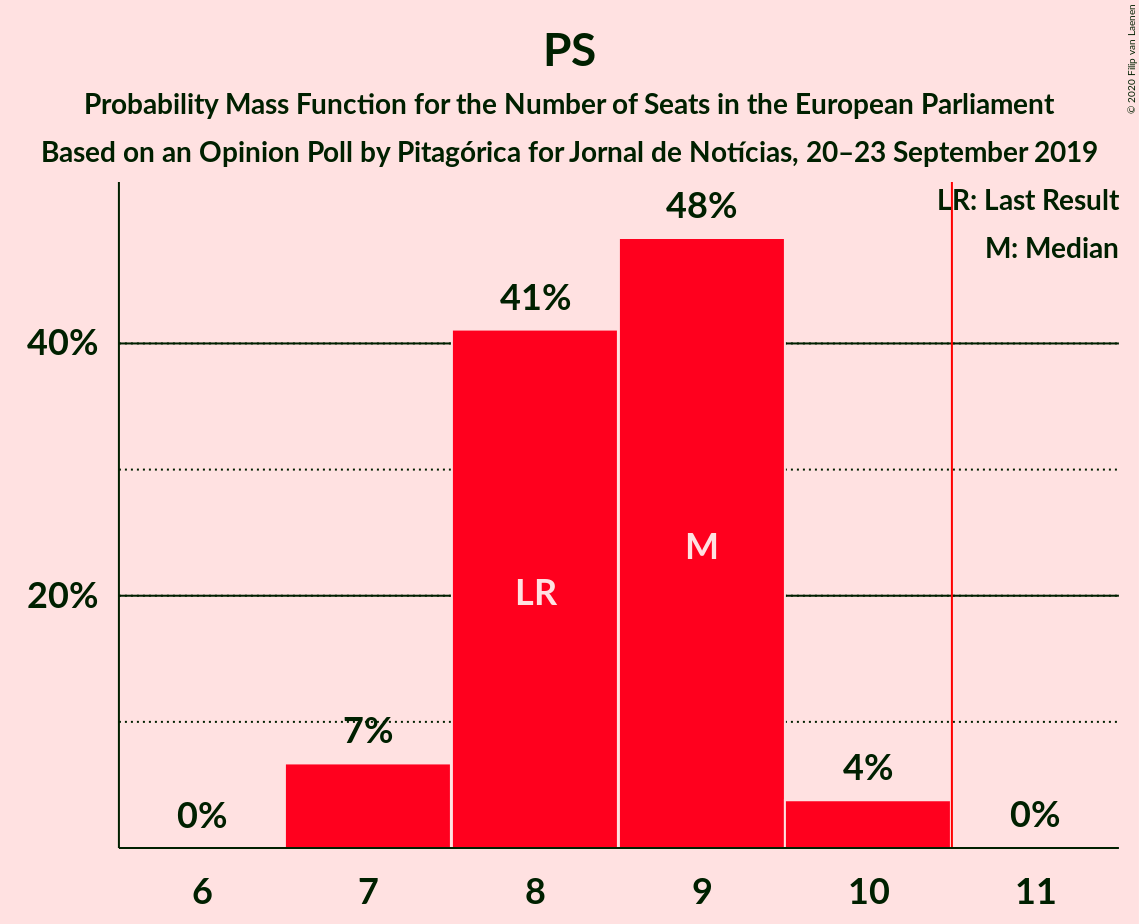 PS
Probability Mass Function for the Number of Seats in the European Parliament
Based on an Opinion Poll by Pitagórica for Jornal de Notícias, 20–23 September 2019
© 2020 Filip van Laenen
LR: Last Result
M: Median
48%
41%
40%
M
LR
20%
7%
4%
0%
0%
6 7 8 9 10 11